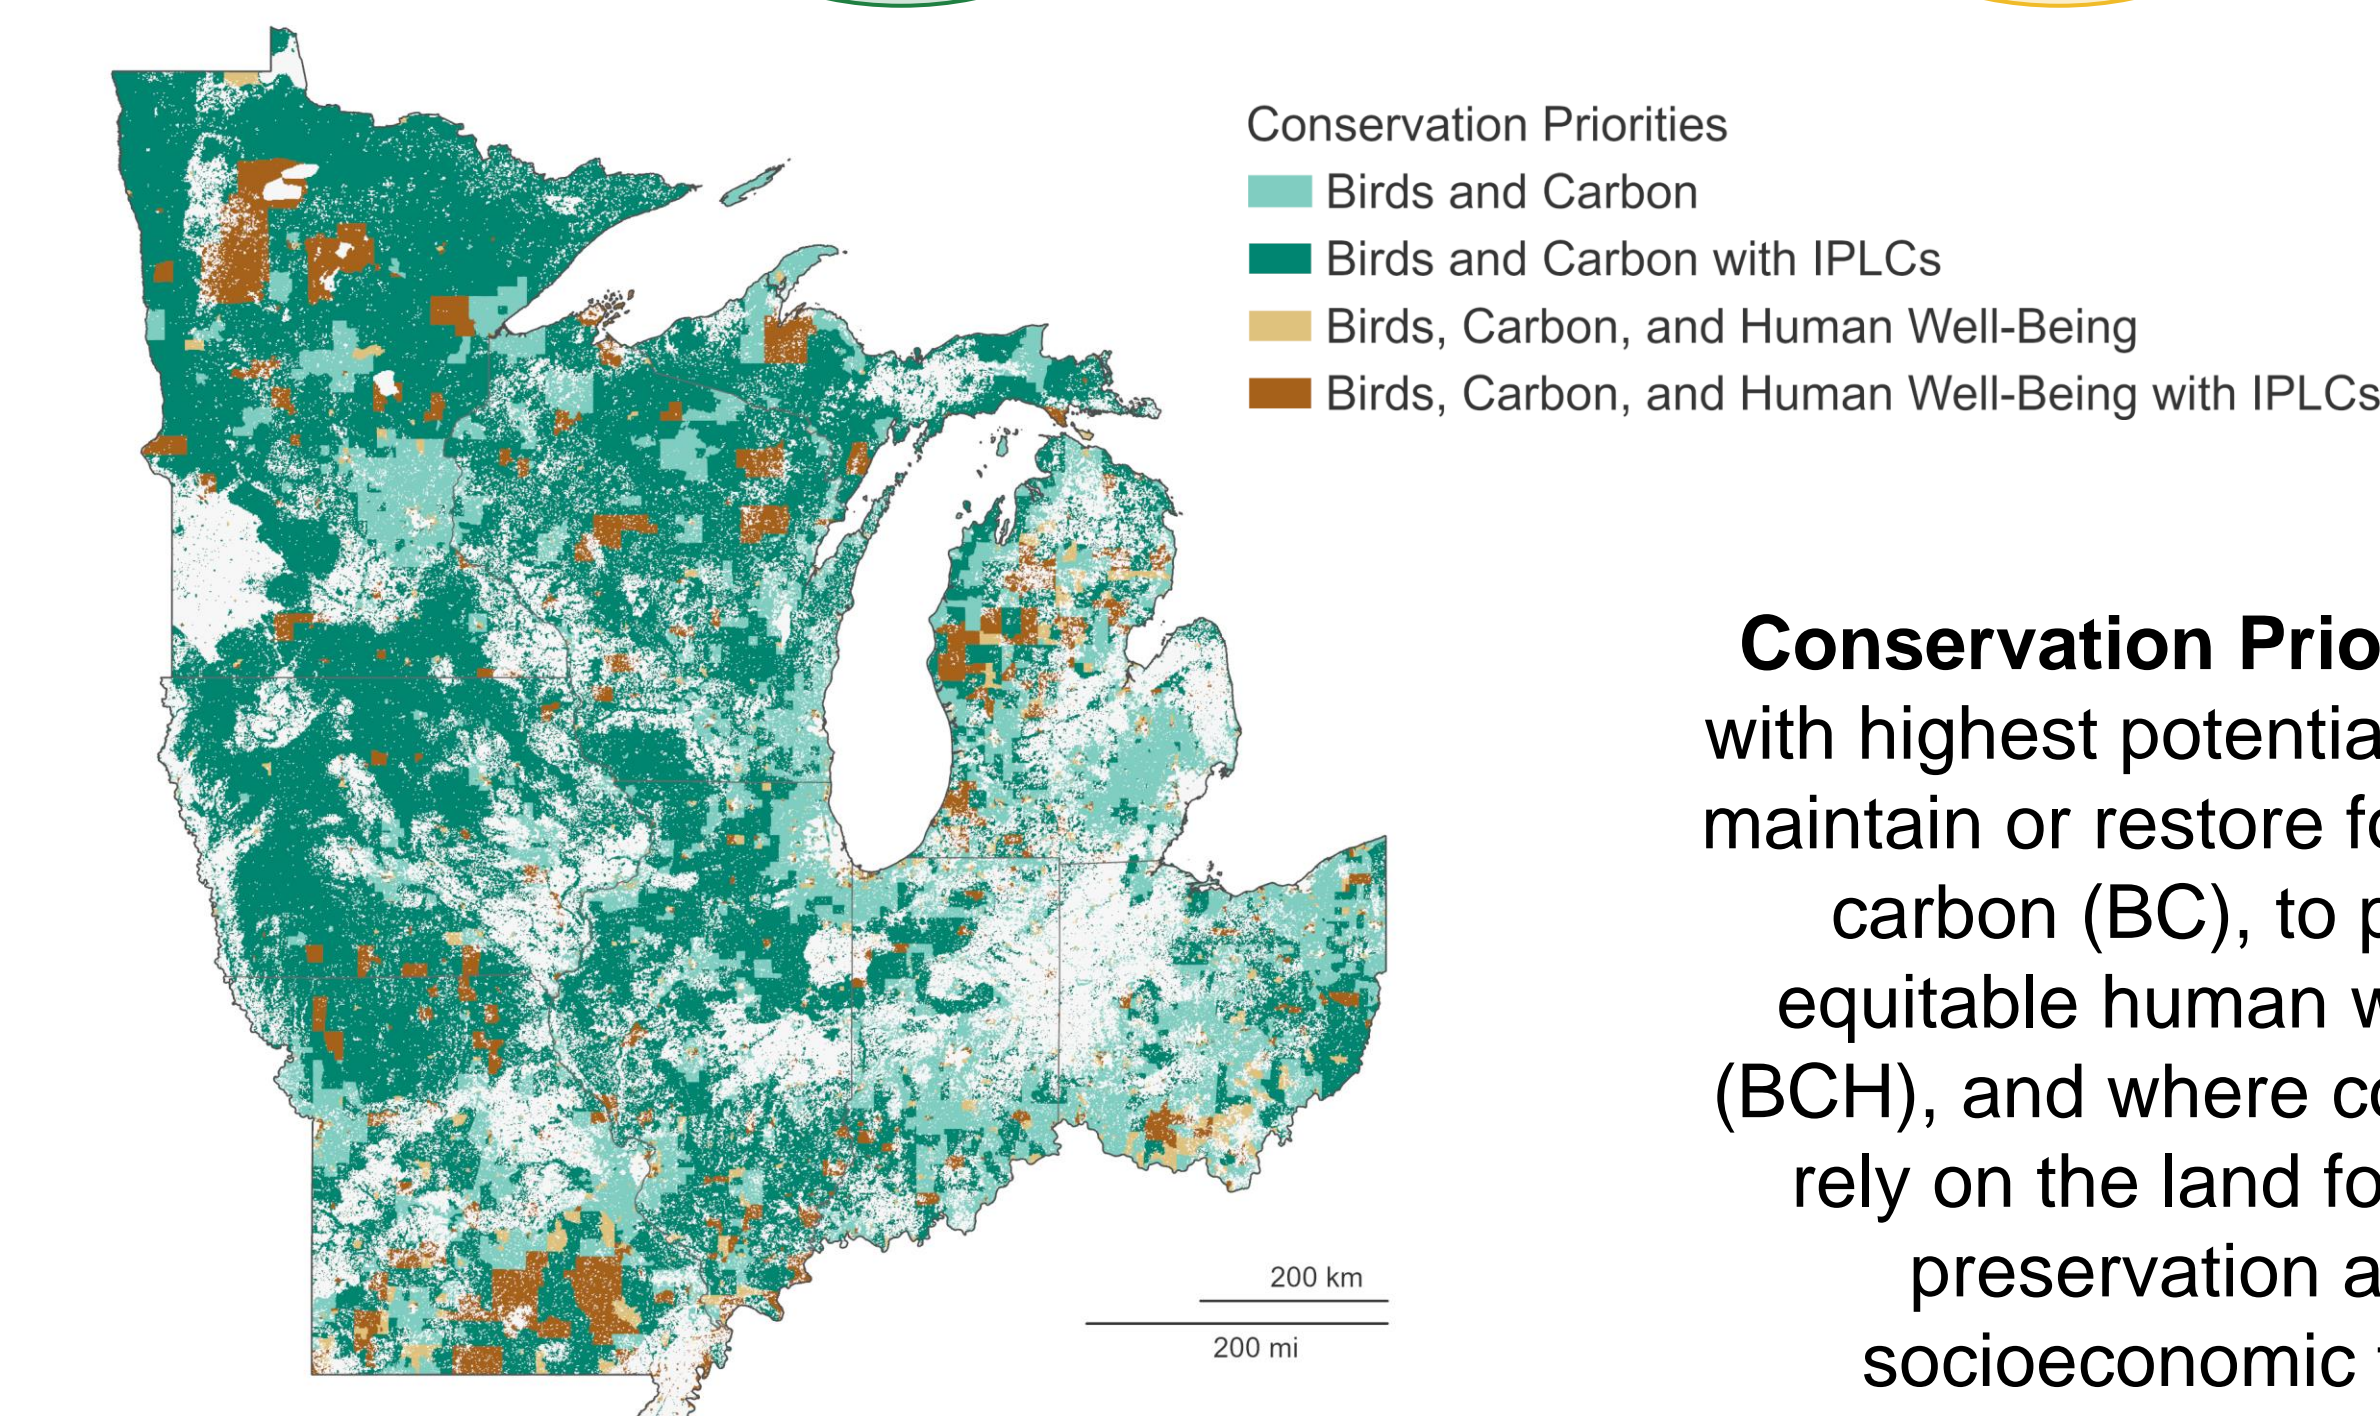 Conservation Priorities
Birds and Carbon
Birds and Carbon with IPLCs
Birds, Carbon, and Human Well-Being
Birds, Carbon, and Human Well-Being with IPLCs
Conservation Prio
with highest potentia
maintain or restore fo
carbon (BC), to p
equitable human w
(BCH), and where co
rely on the land fo
preservation a
socioeconomic
200 km
200 mi